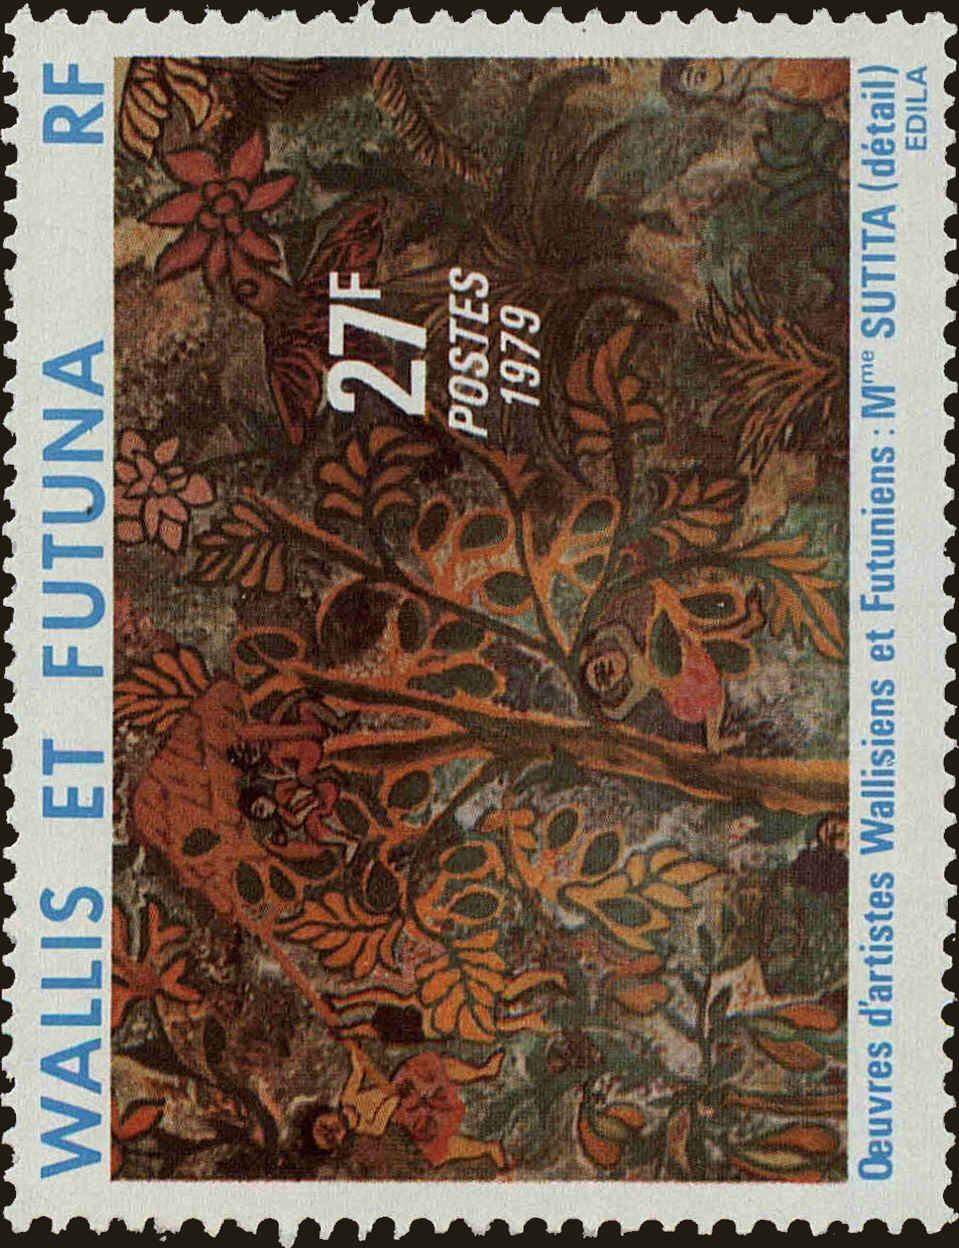 WALLIS ET FUTUNA RF
27F
POSTES
1979
Oeuvres d'artistes Wallisiens et Futuniens : Mme SUTITA (détail)
EDILA